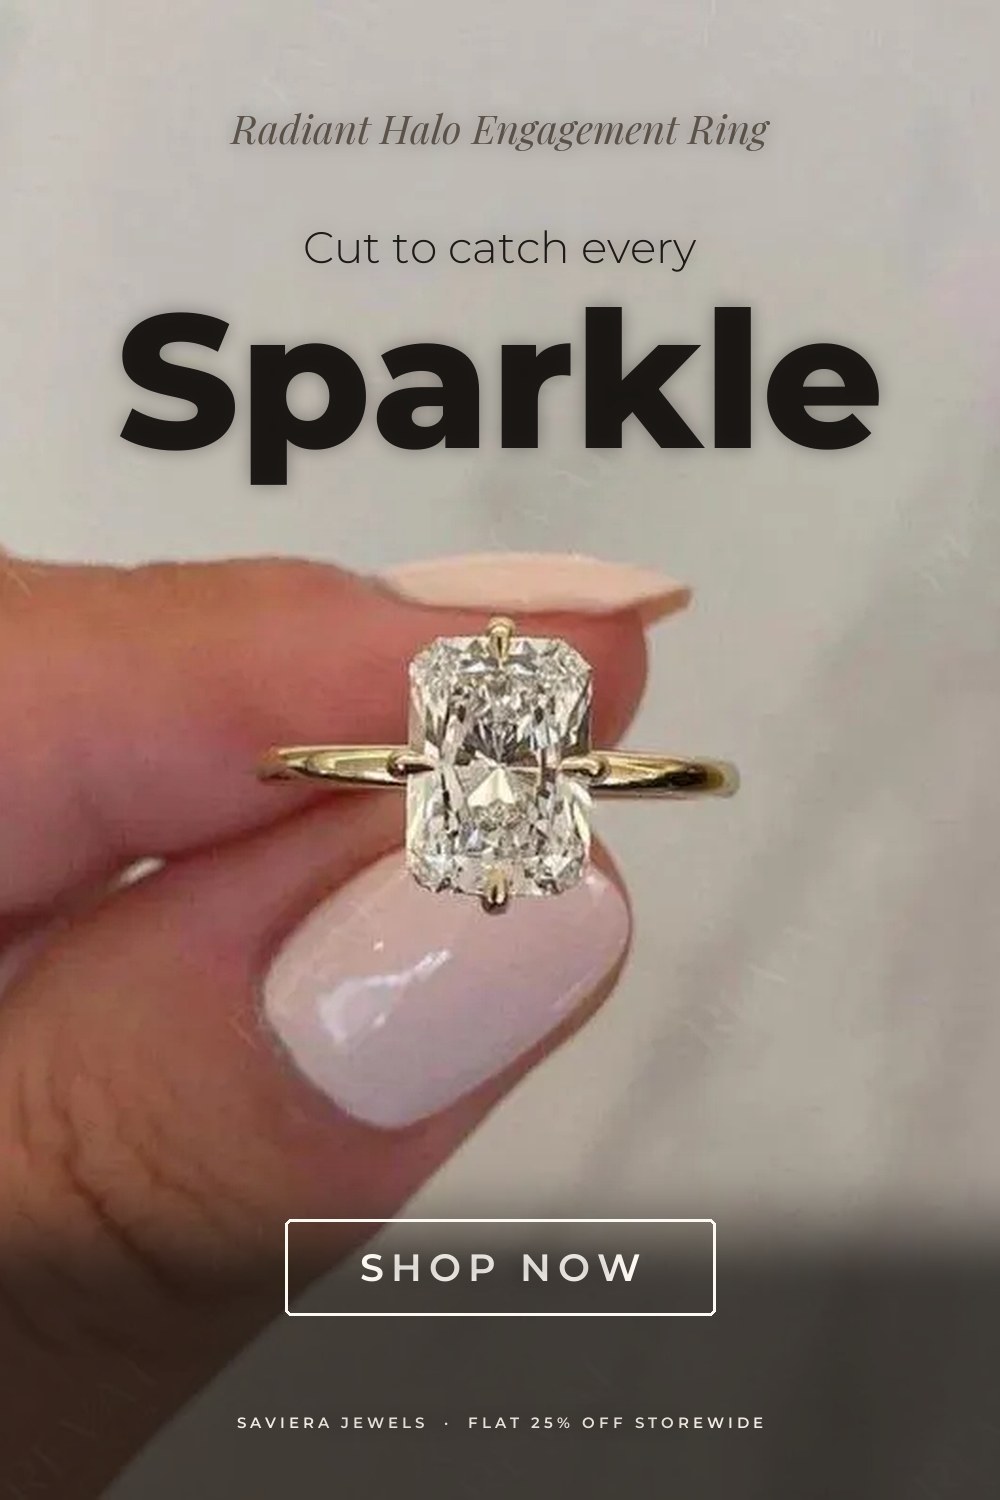 Radiant Halo Engagement Ring
Cut to catch every
Sparkle
SHOP NOW
SAVIERA JEWELS · FLAT 25% OFF STOREWIDE